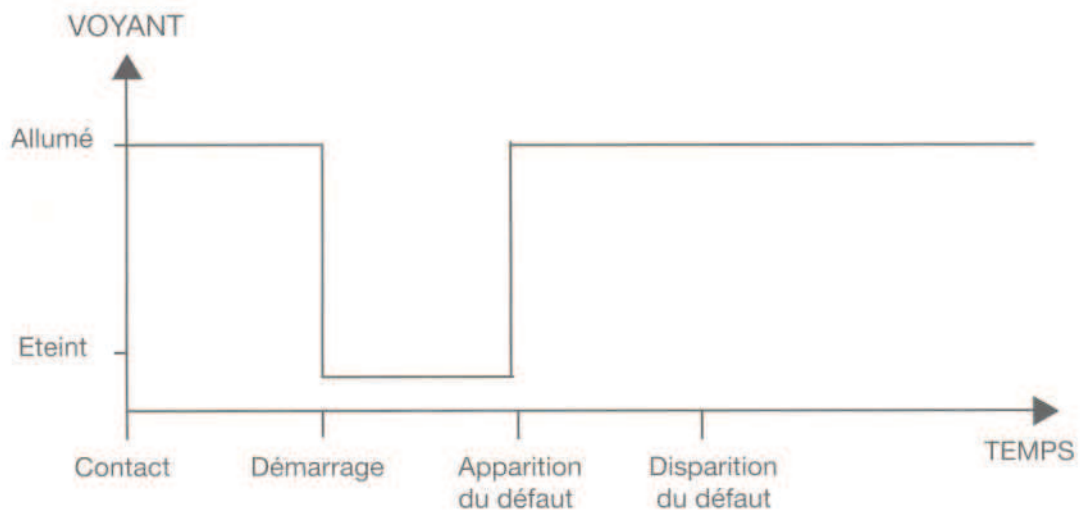 VOYANT
Allumé
Eteint
Contact
Démarrage
Apparition
du défaut
Disparition
du défaut
TEMPS